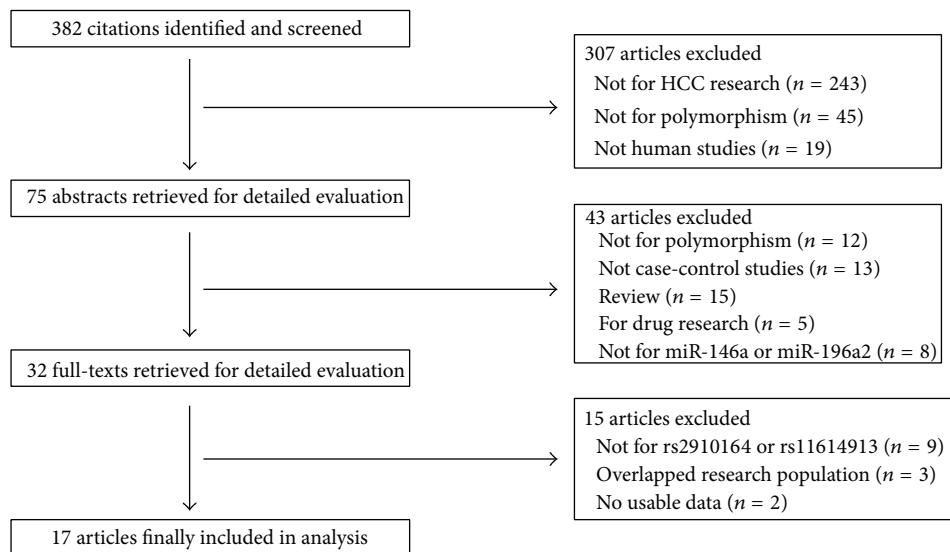 382 citations identified and screened
307 articles excluded
Not for HCC research (n = 243)
Not for polymorphism (n = 45)
Not human studies (n = 19)
75 abstracts retrieved for detailed evaluation
43 articles excluded
Not for polymorphism (n = 12)
Not case-control studies (n = 13)
Review (n = 15)
For drug research (n = 5)
Not for miR-146a or miR-196a2 (n = 8)
32 full-texts retrieved for detailed evaluation
15 articles excluded
Not for rs2910164 or rs11614913 (n = 9)
Overlapped research population (n = 3)
No usable data (n = 2)
17 articles finally included in analysis